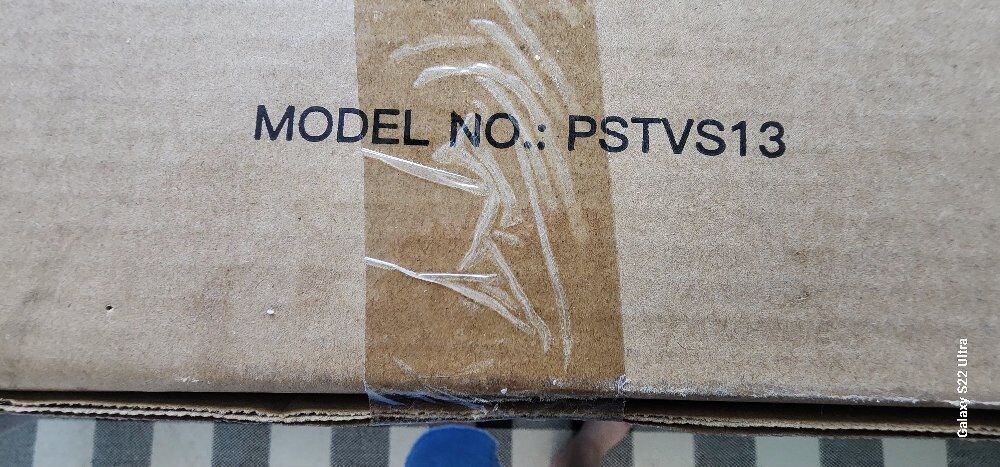 MODEL NO.: PSTVS13
Galaxy S22 Ultra